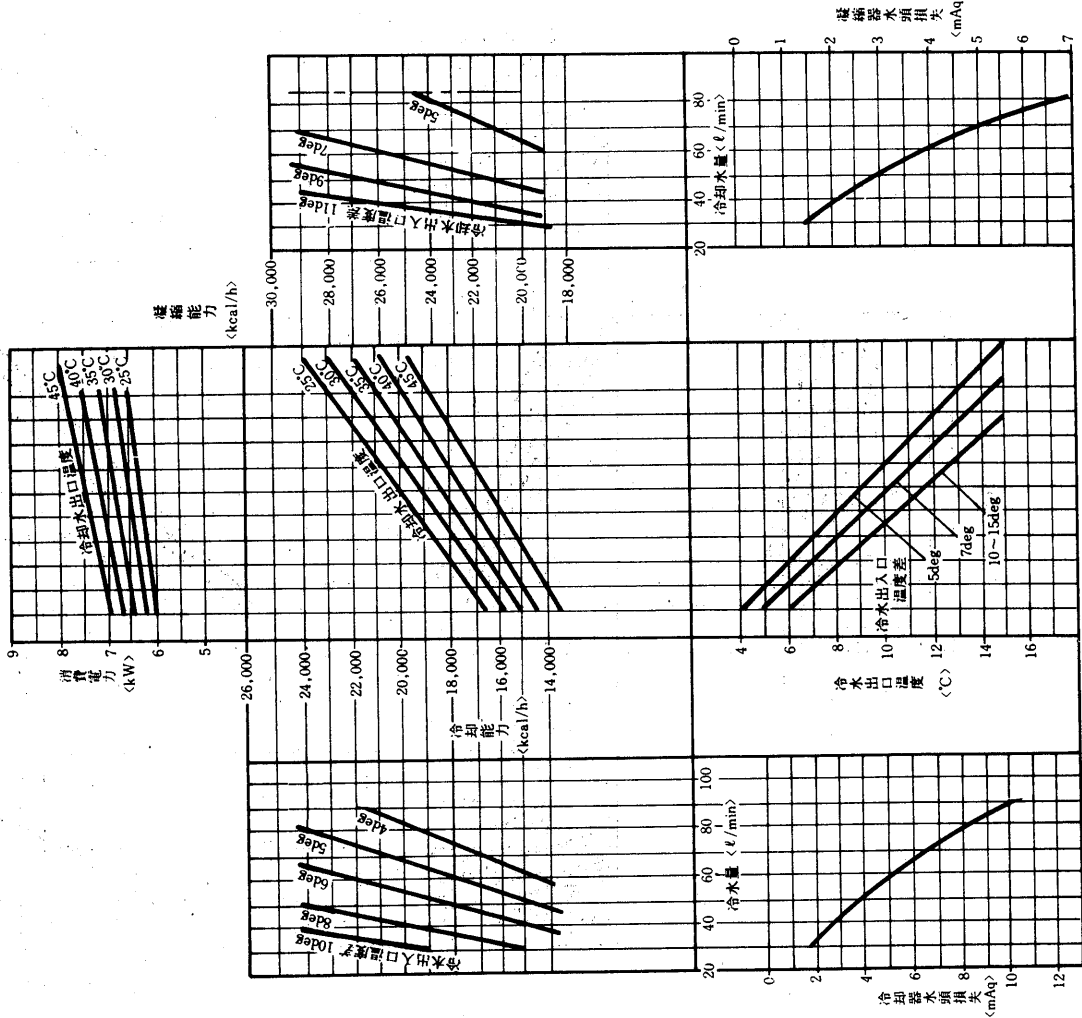 消費電力
<kW>
9
8
7
6
5
冷却水出口温度
45℃
40℃
35℃
30℃
25℃
冷却能力
<kcal/h>
26,000
24,000
22,000
20,000
18,000
16,000
14,000
冷却水出口温度
25℃
30℃
35℃
40℃
45℃
凝縮能力
<kcal/h>
30,000
28,000
26,000
24,000
22,000
20,000
18,000
冷却水出入口温度差 11deg
9deg
7deg
5deg
冷水出入口温度差 10deg
8deg
6deg
5deg
4deg
冷水出口温度
<℃>
4
6
8
10
12
14
16
冷水出入口
温度差
5deg
7deg
10~15deg
冷却水量<ℓ/min>
20
40
60
80
凝縮器水頭損失
<mAq
0
2
3
4
5
6
7
冷水量 <ℓ/min>
20
40
60
80
100
冷却器水頭損失
<mAq>
0
2
4
6
8
10
12